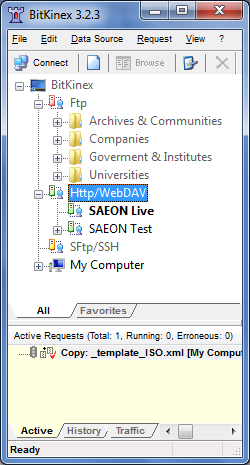 BitKinex 3.2.3
File Edit Data Source Request View ?
Connect Browse
BitKinex
Ftp
Archives & Communities
Companies
Goverment & Institutes
Universities
Http/WebDAV
SAEON Live
SAEON Test
SFtp/SSH
My Computer
All Favorites
Active Requests (Total: 1, Running: 0, Erroneous: 0)
Copy: _template_ISO.xml [My Compu
Active History Traffic
Ready